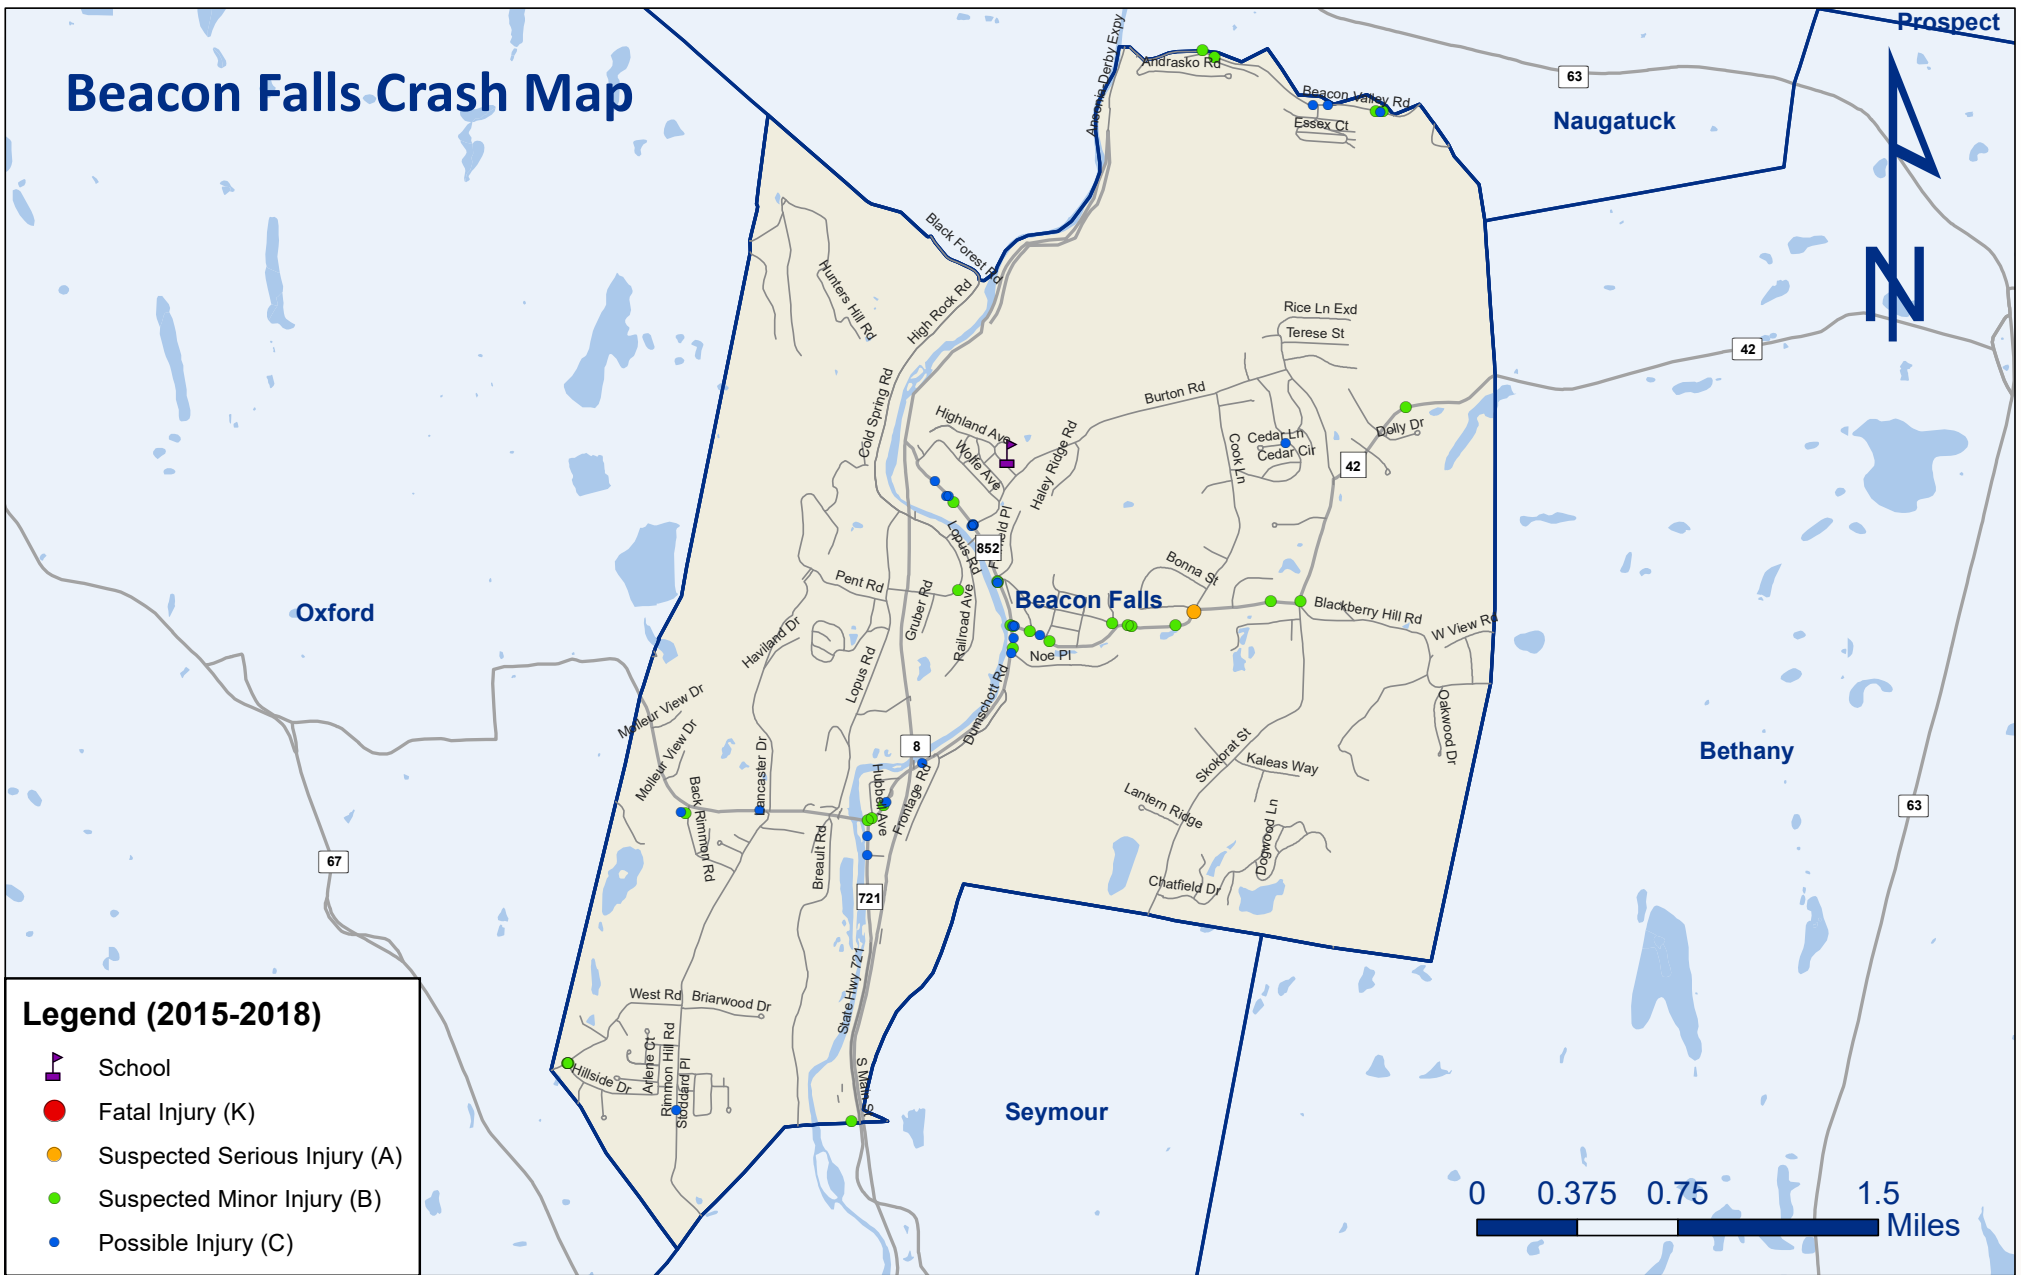 Beacon Falls Crash Map
Prospect
Ansonia-Derby Expy
Andrasko Rd
63
Beacon Valley Rd
Naugatuck
Essex Ct
Black Forest Rd
Hunters Hill Rd
High Rock Rd
Rice Ln Exd
Terese St
N
42
Cold Spring Rd
Burton Rd
Highland Ave
Wolfe Ave
Haley Ridge Rd
Cook Ln
Cedar Ln
Cedar Cir
Dolly Dr
42
Lopus Rd
852
Pent Rd
Bonna St
Gruber Rd
Railroad Ave
Oxford
Beacon Falls
Blackberry Hill Rd
W View Rd
Haviland Dr
Noe Pl
Lopus Rd
Dumschott Rd
Molleur View Dr
Molleur View Dr
Oakwood Dr
Skokorat St
Kaleas Way
Bethany
8
Lancaster Dr
Hubbell Ave
Frontage Rd
Back Rimmon Rd
Breault Rd
Lantern Ridge
Dogwood Ln
63
67
721
Chatfield Dr
State Hwy 721
West Rd
Briarwood Dr
Arlene Ct
Rimmon Hill Rd
Stoddard Pl
Hillside Dr
S Main St
Seymour
Legend (2015-2018)
School
Fatal Injury (K)
Suspected Serious Injury (A)
Suspected Minor Injury (B)
Possible Injury (C)
0 0.375 0.75 1.5
Miles